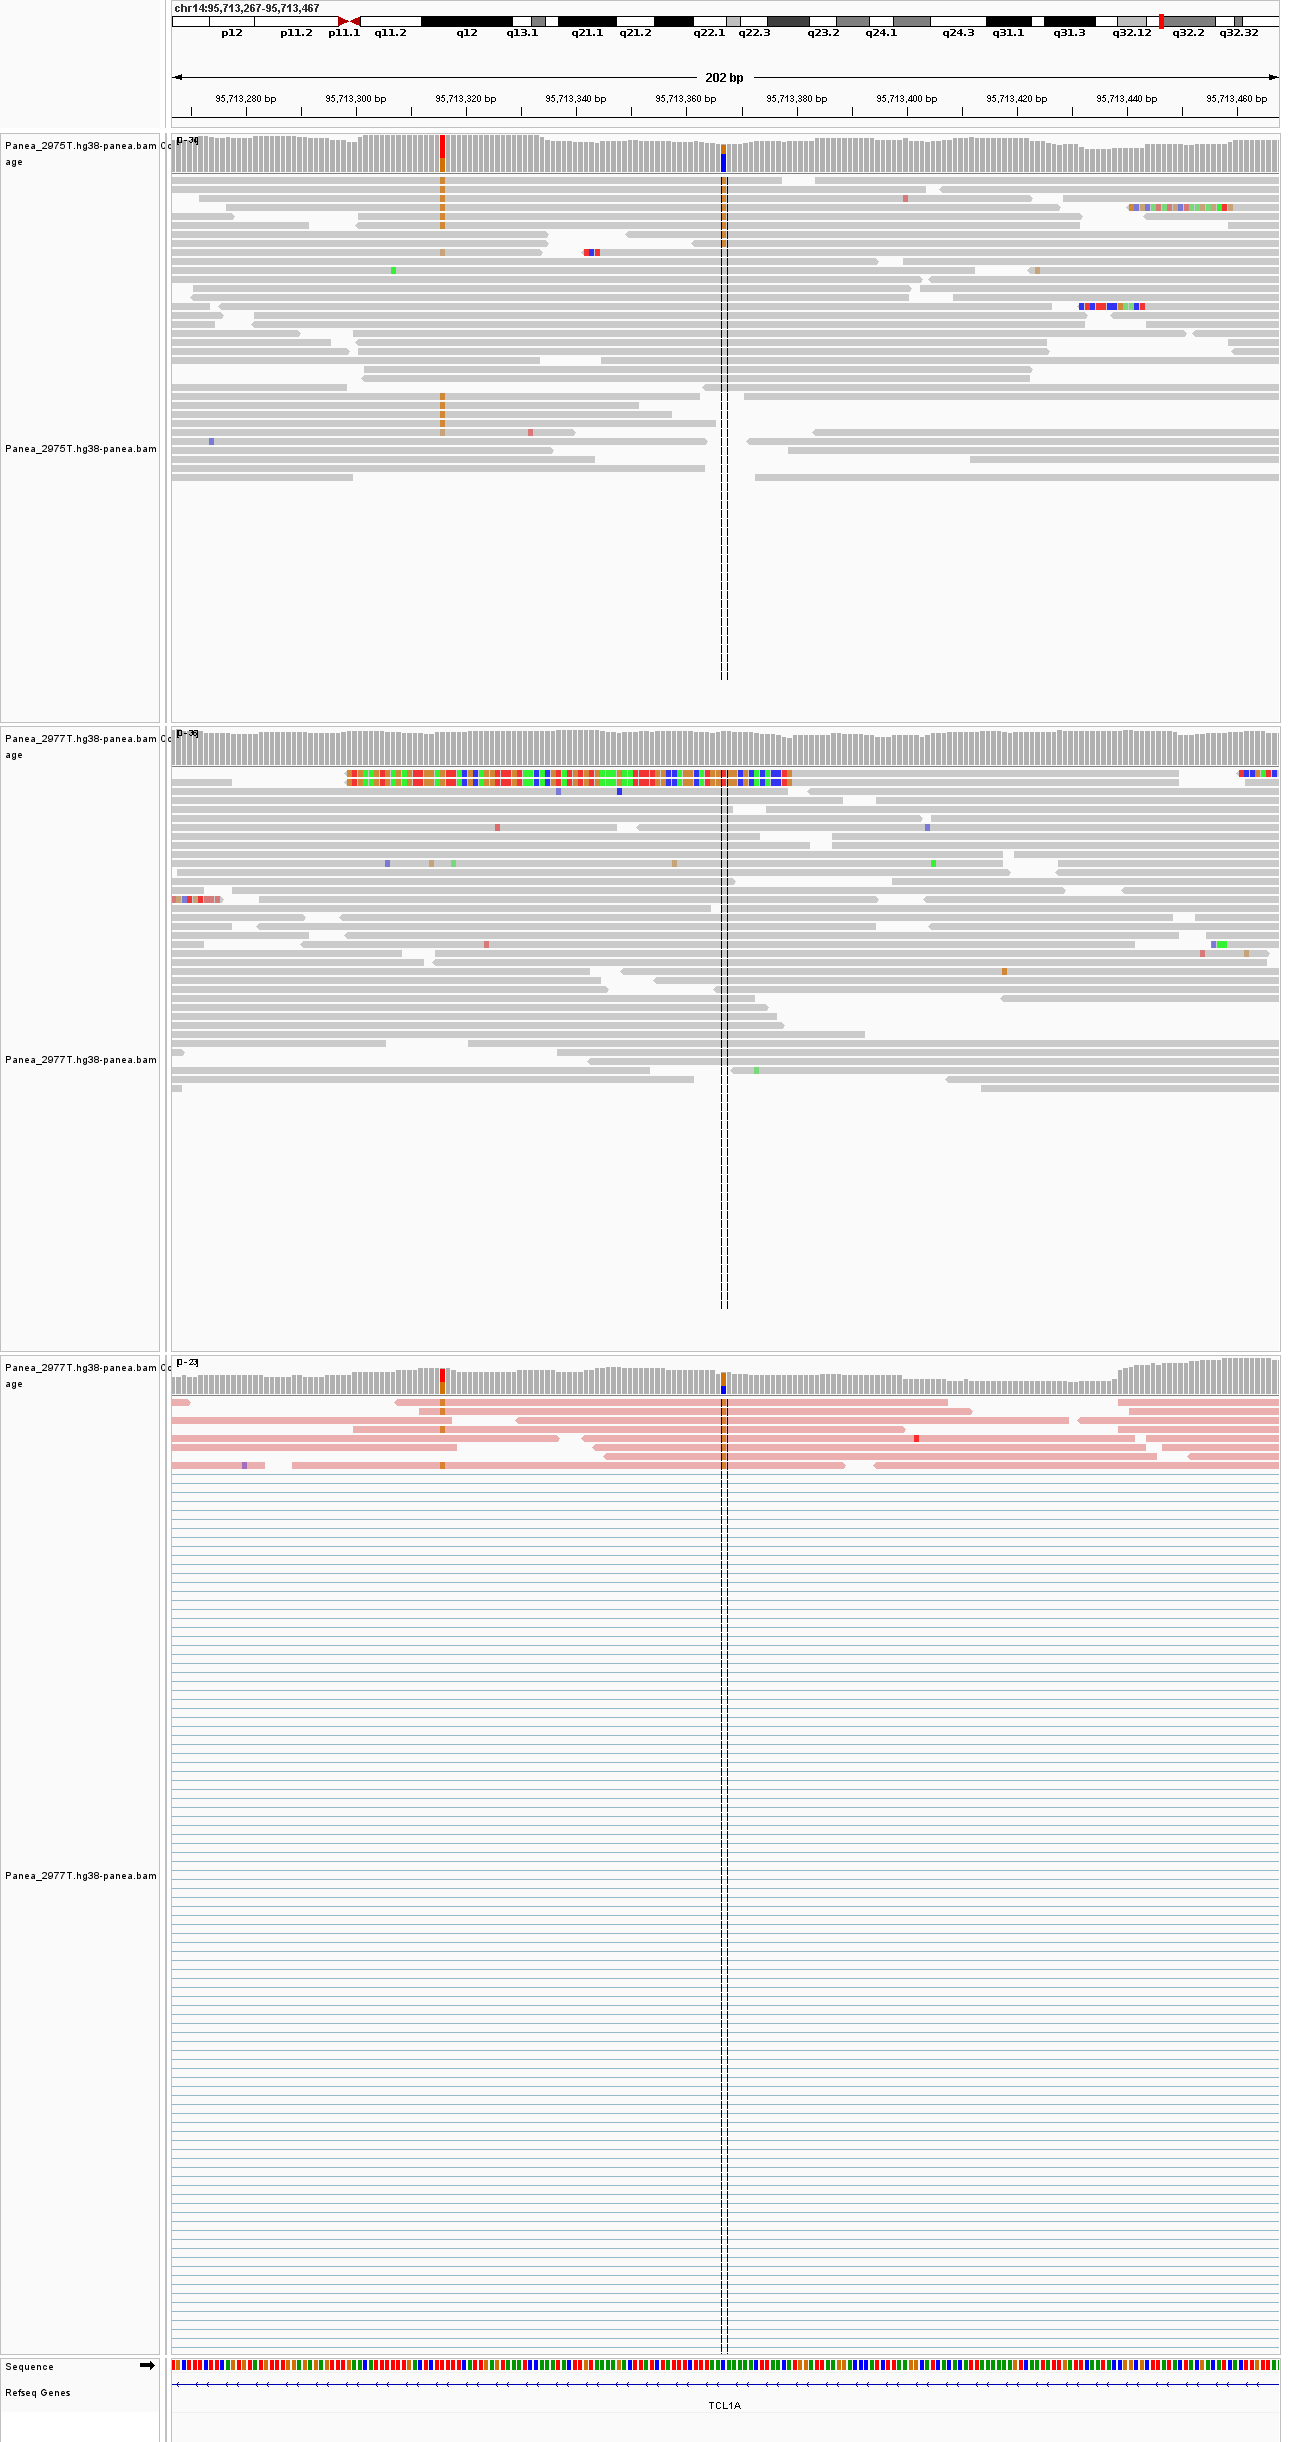 chr14:95,713,267-95,713,467
p12 p11.2 p11.1 q11.2 q12 q13.1 q21.1 q21.2 q22.1 q22.3 q23.2 q24.1 q24.3 q31.1 q31.3 q32.12 q32.2 q32.32
202 bp
95,713,280 bp 95,713,300 bp 95,713,320 bp 95,713,340 bp 95,713,360 bp 95,713,380 bp 95,713,400 bp 95,713,420 bp 95,713,440 bp 95,713,460 bp
Panea_2975T.hg38-panea.bam Co
age
Panea_2975T.hg38-panea.bam
Panea_2977T.hg38-panea.bam Co
age
Panea_2977T.hg38-panea.bam
Panea_2977T.hg38-panea.bam Co
age
[0-23]
Panea_2977T.hg38-panea.bam
Sequence
Refseq Genes
TCL1A